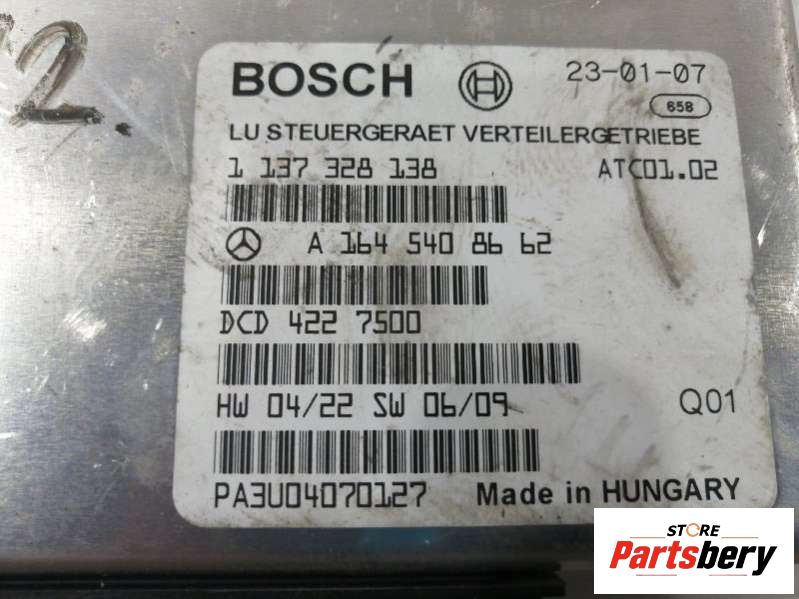 2.
BOSCH 23-01-07
658
LU STEUERGERAET VERTEILERGETRIEBE
1 137 328 138 ATC01.02
A 164 540 86 62
DCD 422 7500
HW 04/22 SW 06/09 Q01
PA3U04070127 Made in HUNGARY
STORE
Partsbery